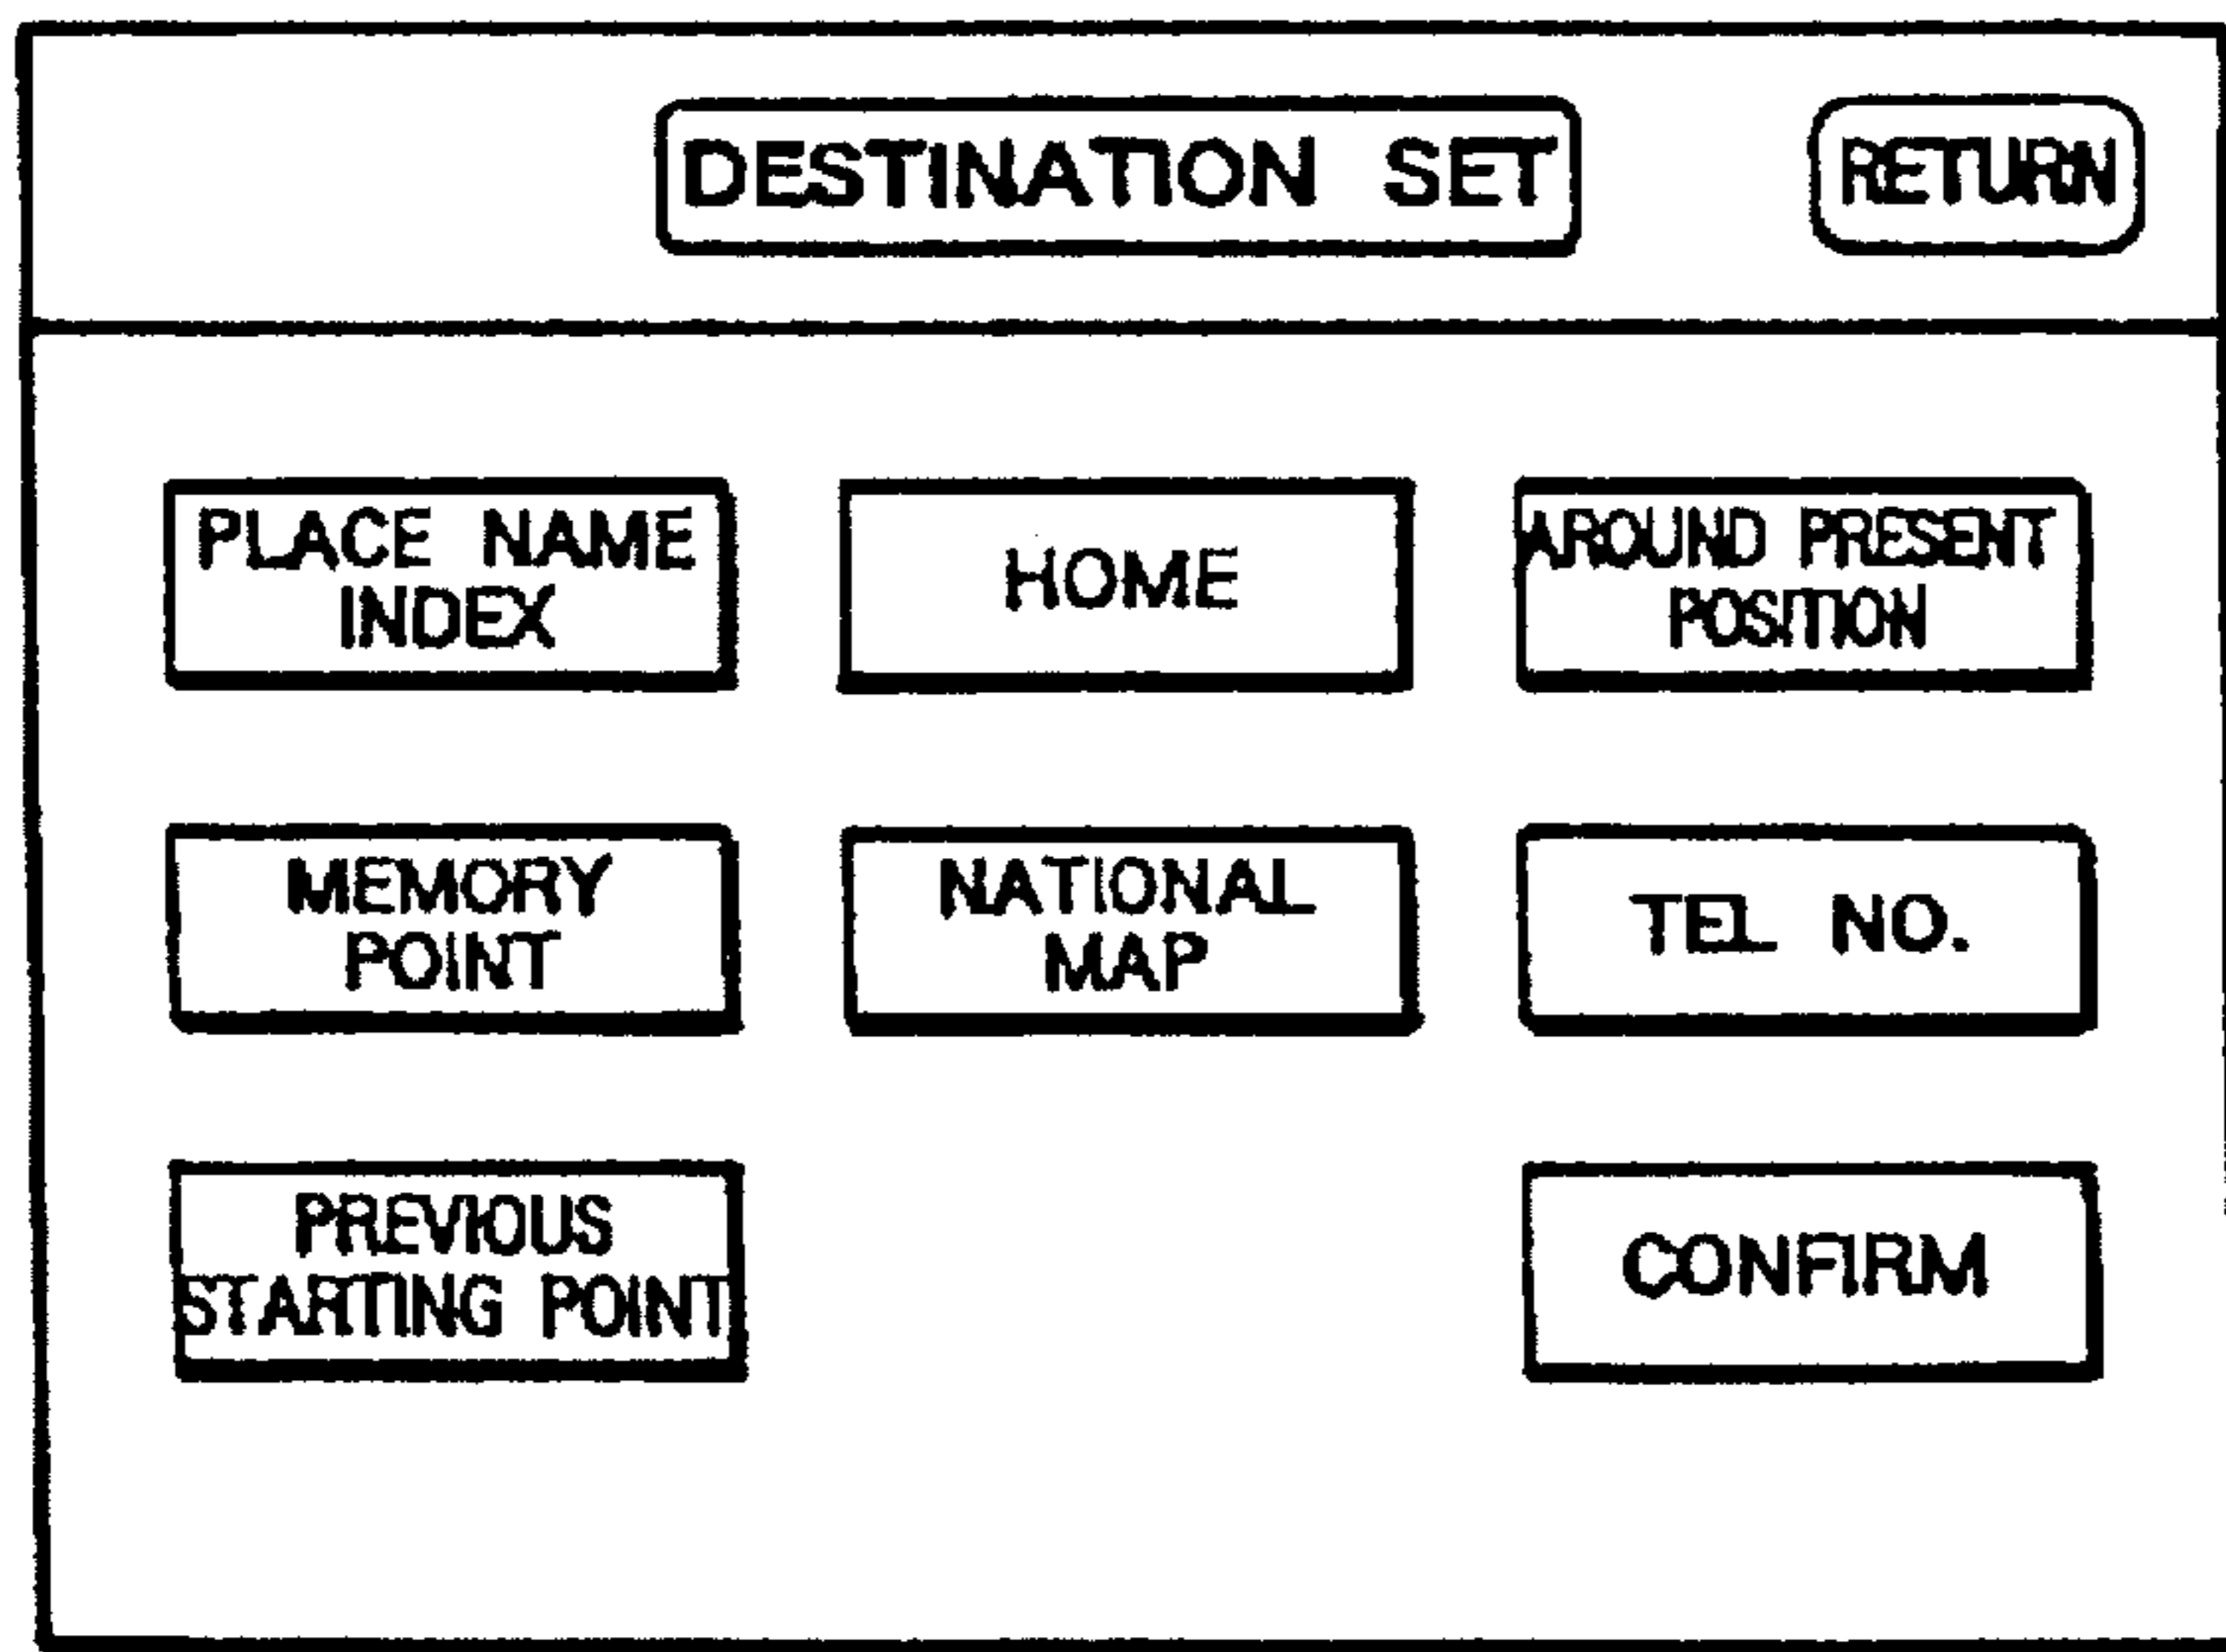 DESTINATION SET
RETURN
PLACE NAME
INDEX
HOME
AROUND PRESENT
POSITION
MEMORY
POINT
NATIONAL
MAP
TEL NO.
PREVIOUS
STARTING POINT
CONFIRM